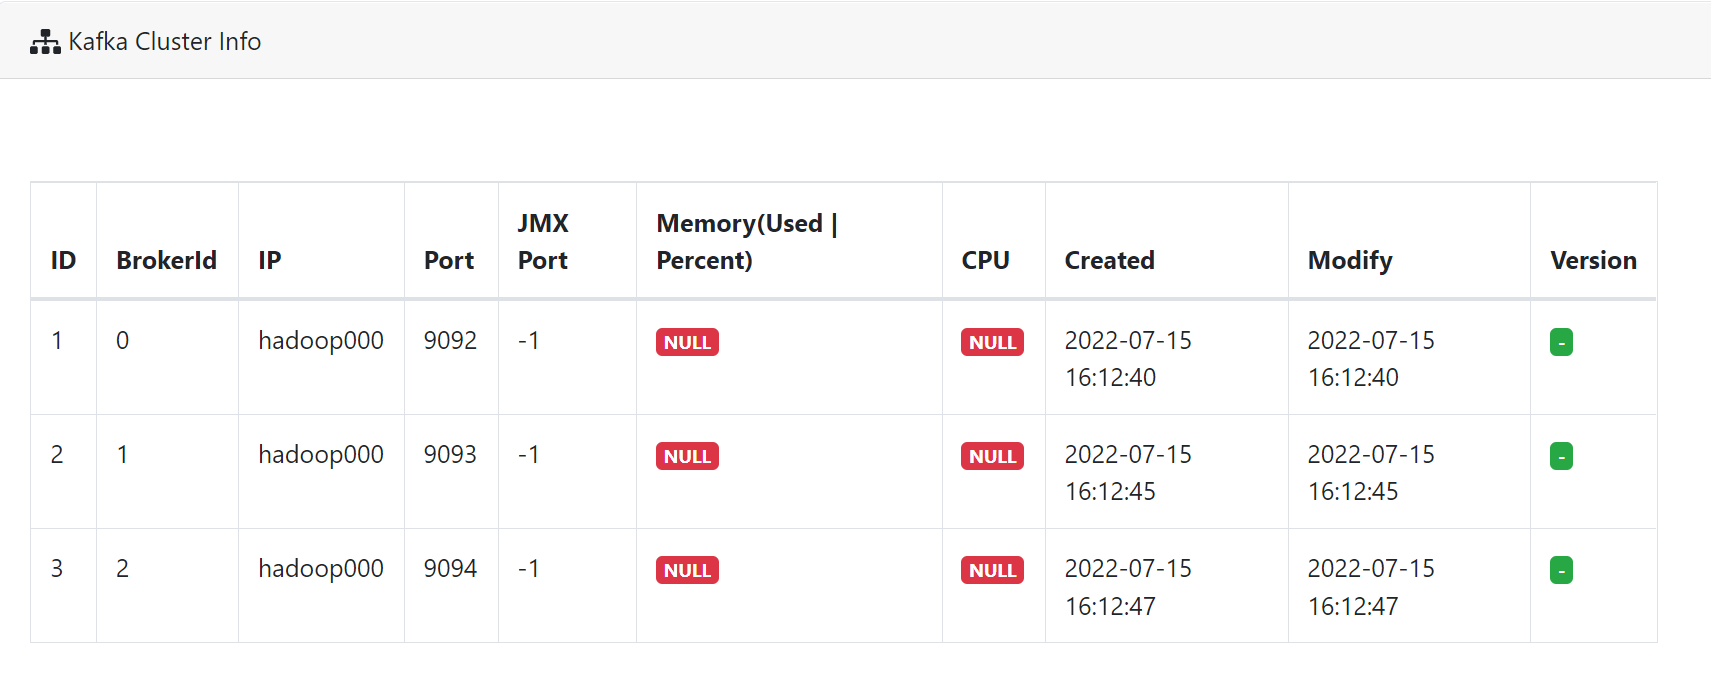 Kafka Cluster Info
ID BrokerId IP Port JMX Port Memory(Used | Percent) CPU Created Modify Version
1 0 hadoop000 9092 -1 NULL NULL 2022-07-15 16:12:40 2022-07-15 16:12:40 -
2 1 hadoop000 9093 -1 NULL NULL 2022-07-15 16:12:45 2022-07-15 16:12:45 -
3 2 hadoop000 9094 -1 NULL NULL 2022-07-15 16:12:47 2022-07-15 16:12:47 -